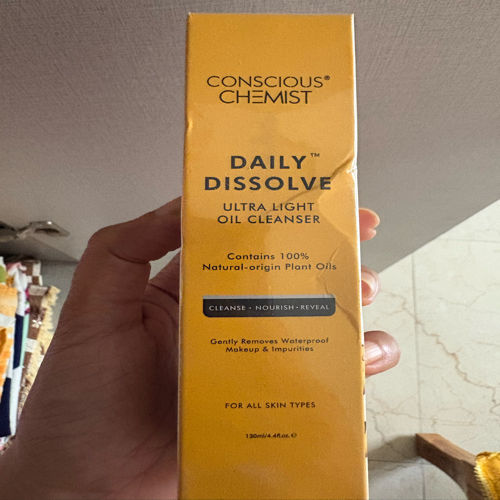 CONSCIOUS®
CHEMIST
DAILY™
DISSOLVE
ULTRA LIGHT
OIL CLEANSER
Contains 100%
Natural-origin Plant Oils
CLEANSE • NOURISH • REVEAL
Gently Removes Waterproof
Makeup & Impurities
FOR ALL SKIN TYPES
130ml/4.4fl.oz. ℮